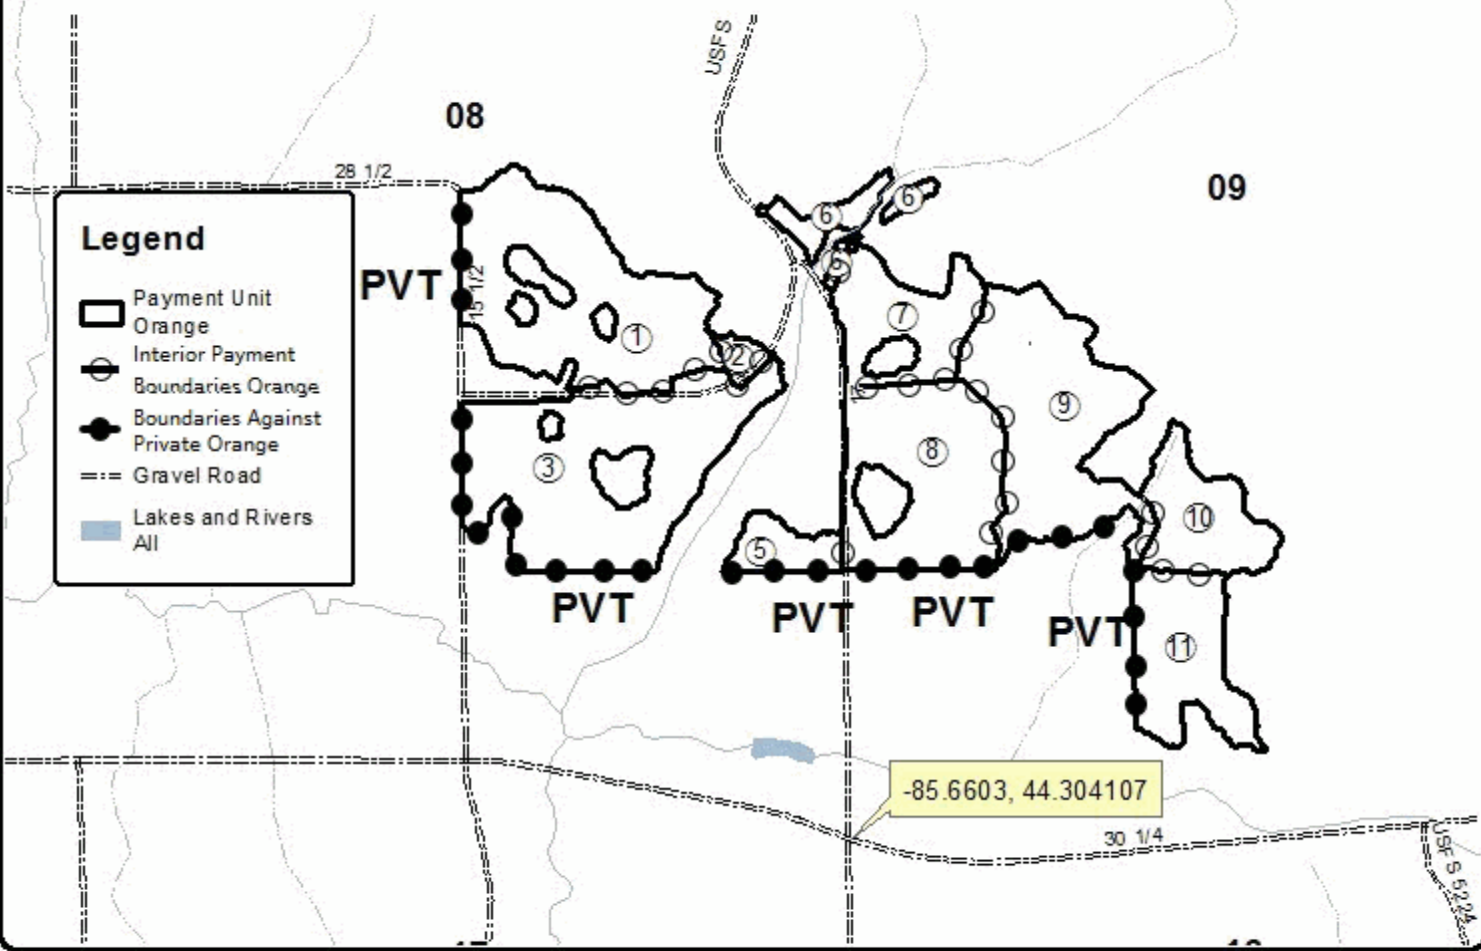 USFS
08
28 1/2
09
Legend
Payment Unit
Orange
Interior Payment
Boundaries Orange
Boundaries Against
Private Orange
Gravel Road
Lakes and Rivers
All
PVT
15 1/2
6
6
6
7
1
2
9
8
3
10
5
PVT
PVT
PVT
PVT
11
-85.6603, 44.304107
30 1/4
USFS 5224